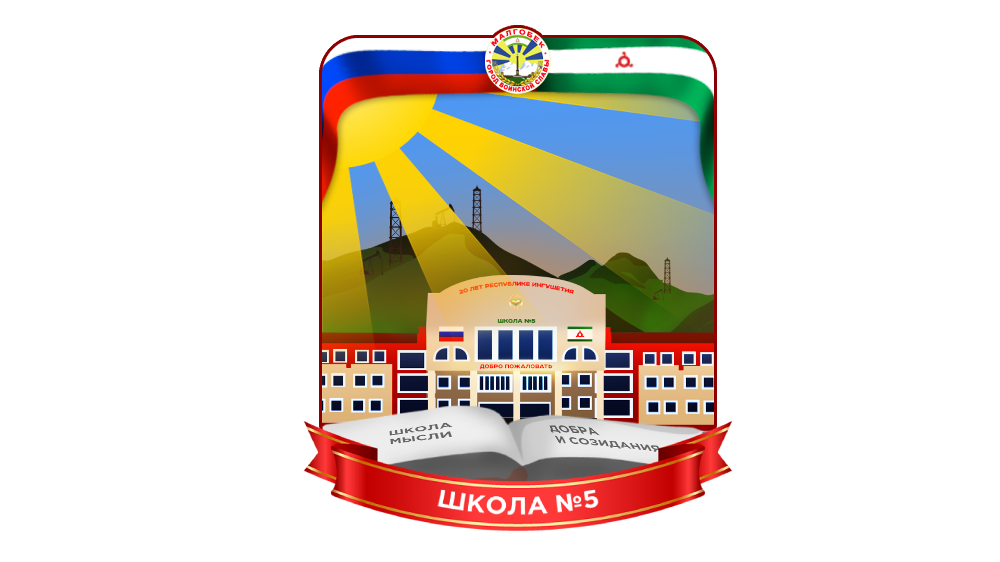 МАЛГОБЕК
ГОРОД ВОИНСКОЙ СЛАВЫ
20 ЛЕТ РЕСПУБЛИКЕ ИНГУШЕТИЯ
ШКОЛА №5
ДОБРО ПОЖАЛОВАТЬ
ШКОЛА
МЫСЛИ
ДОБРА
И СОЗИДАНИЯ
ШКОЛА №5